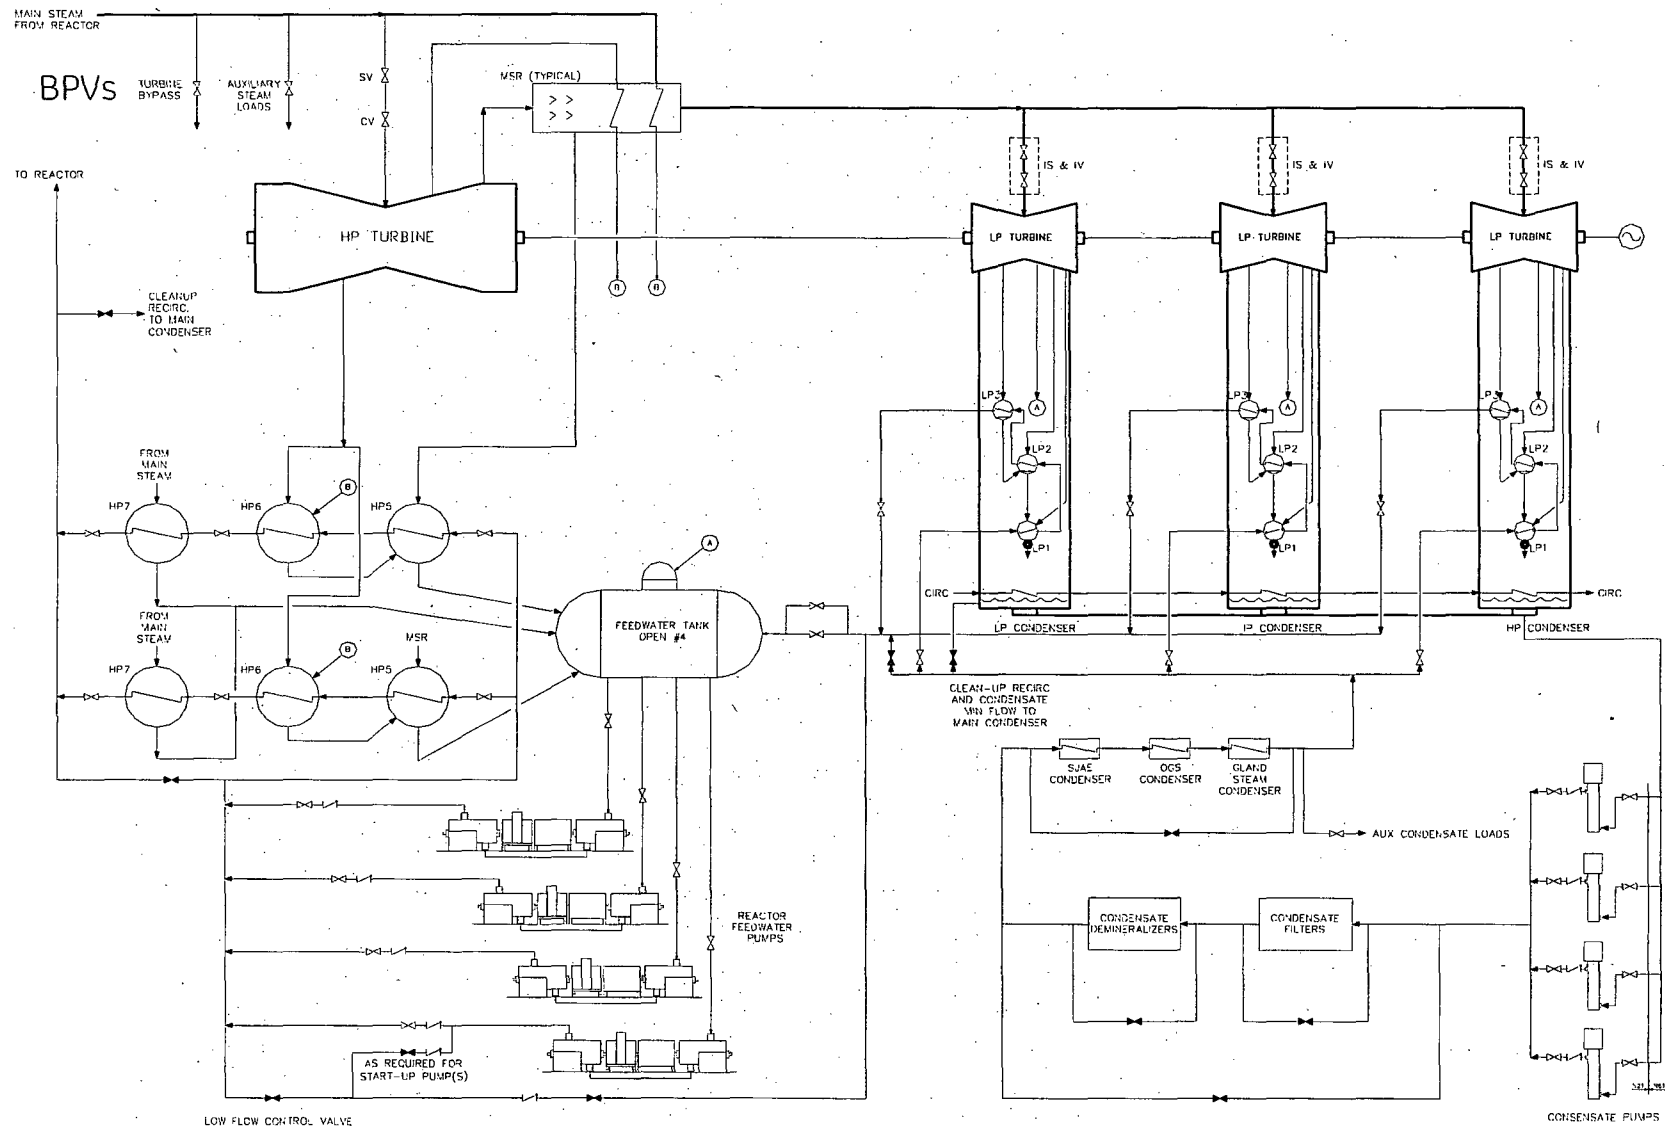 MAIN STEAM
FROM REACTOR
BPVs
TURBINE
BYPASS
AUXILIARY
STEAM
LOADS
SV
CV
MSR (TYPICAL)
> >
> >
TO REACTOR
IS & IV
IS & IV
IS & IV
HP TURBINE
LP TURBINE
LP TURBINE
LP TURBINE
B
B
CLEANUP
RECIRC.
TO MAIN
CONDENSER
LP3
A
LP2
LP1
LP3
A
LP2
LP1
LP3
A
LP2
LP1
FROM
MAIN
STEAM
HP7
HP6
B
HP5
A
FROM
MAIN
STEAM
HP7
HP6
B
MSR
HP5
FEEDWATER TANK
OPEN #4
CIRC
CIRC
LP CONDENSER
IP CONDENSER
HP CONDENSER
CLEAN-UP RECIRC
AND CONDENSATE
MIN FLOW TO
MAIN CONDENSER
SJAE
CONDENSER
OGS
CONDENSER
GLAND
STEAM
CONDENSER
AUX CONDENSATE LOADS
REACTOR
FEEDWATER
PUMPS
CONDENSATE
DEMINERALIZERS
CONDENSATE
FILTERS
AS REQUIRED FOR
START-UP PUMP(S)
LOW FLOW CONTROL VALVE
CONSENSATE PUMPS